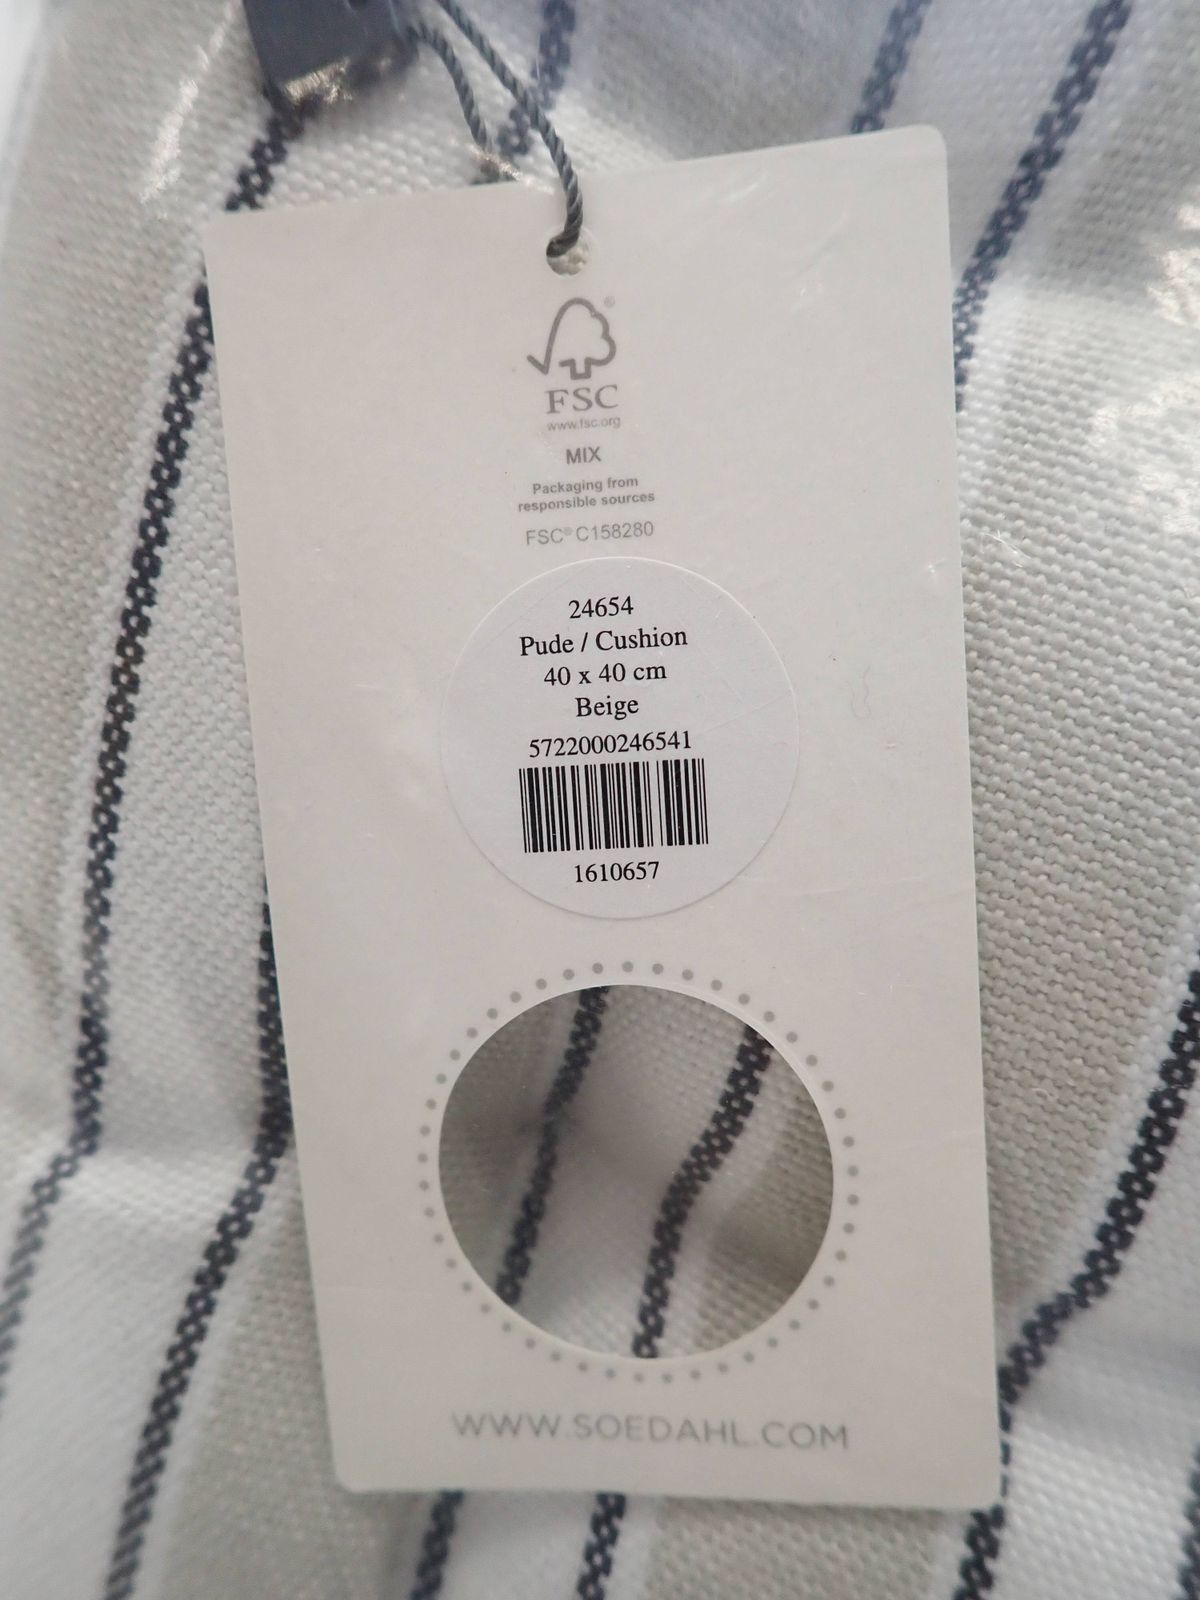 FSC
www.fsc.org
MIX
Packaging from
responsible sources
FSC® C158280
24654
Pude / Cushion
40 x 40 cm
Beige
5722000246541
1610657
WWW.SOEDAHL.COM